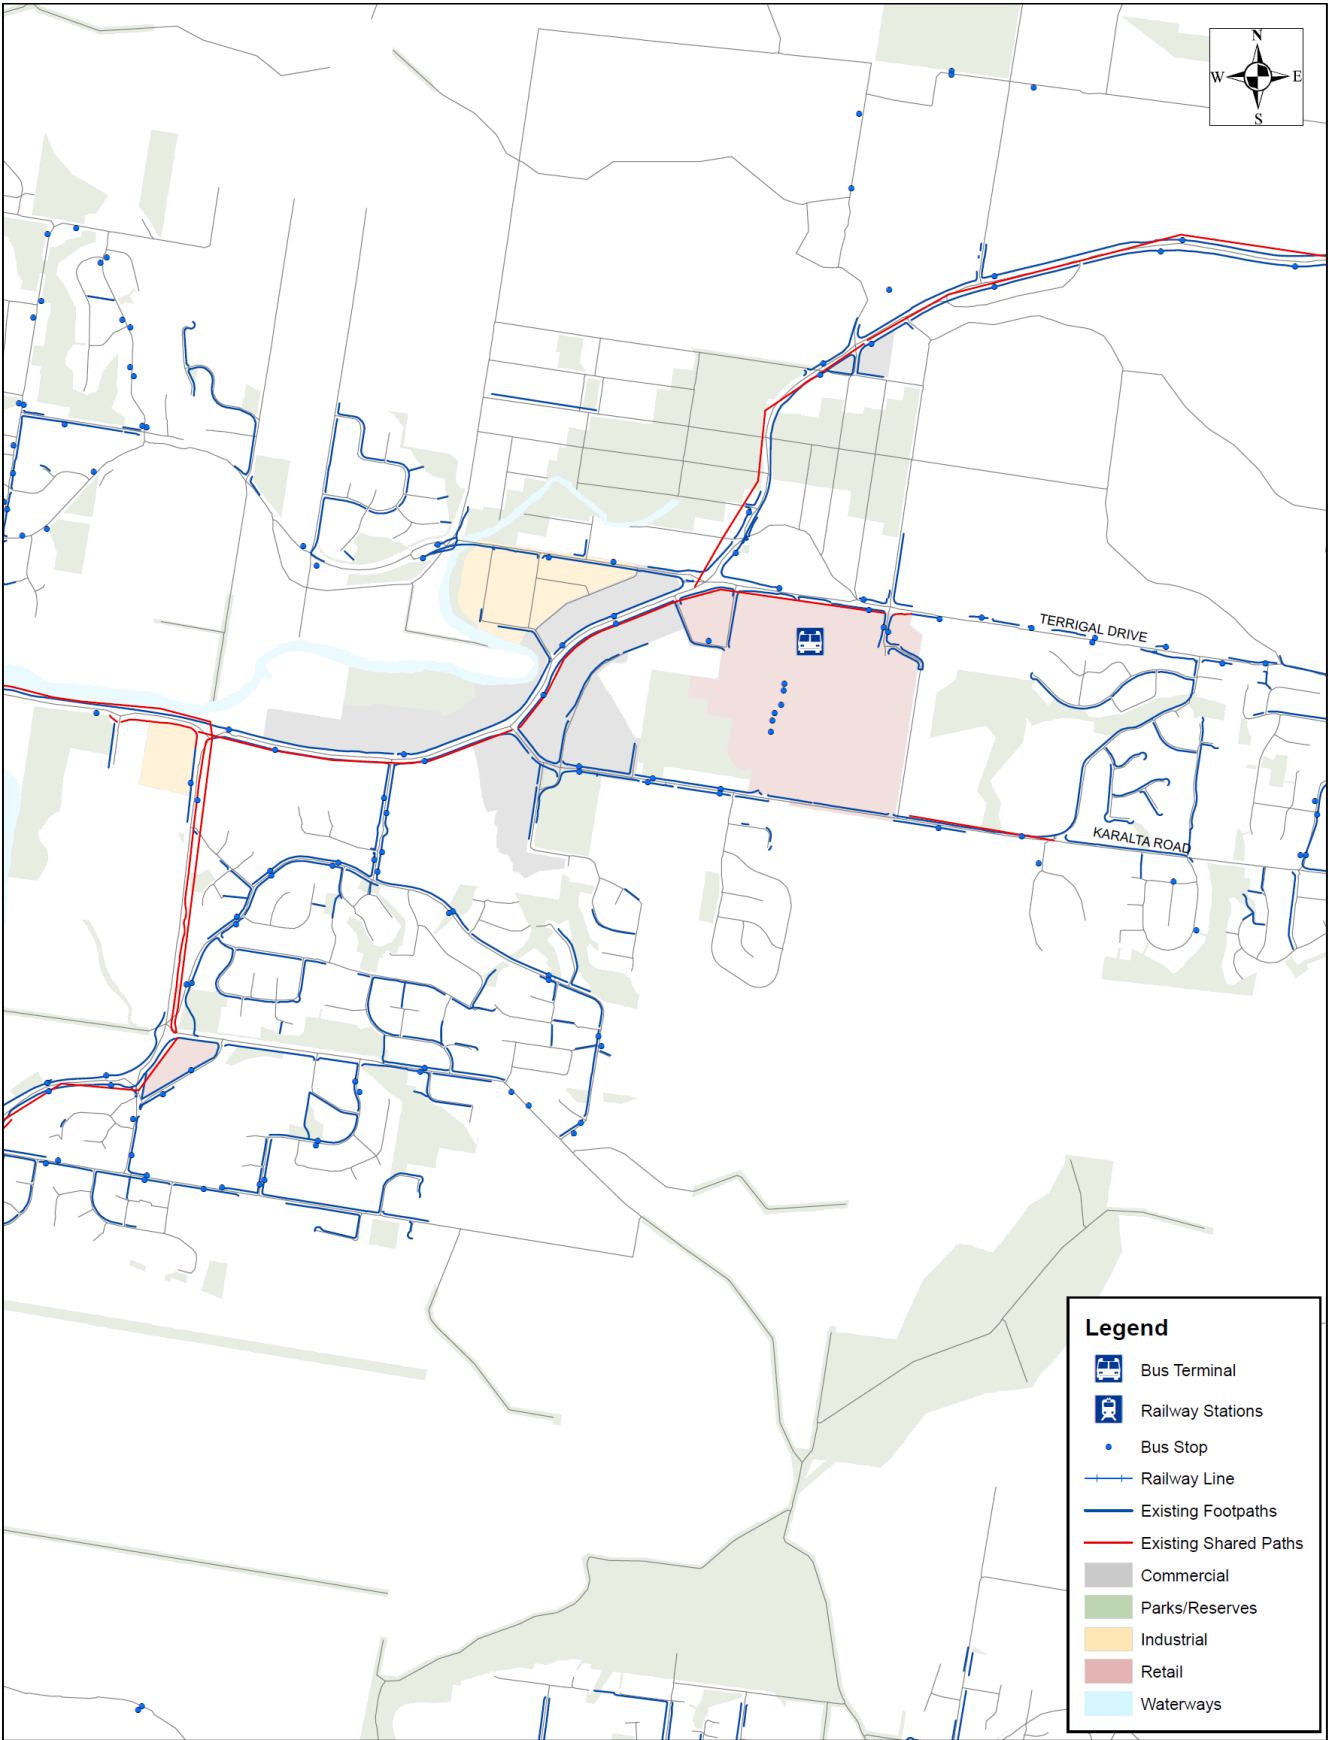 N
W E
S
TERRIGAL DRIVE
KARALTA ROAD
Legend
Bus Terminal
Railway Stations
Bus Stop
Railway Line
Existing Footpaths
Existing Shared Paths
Commercial
Parks/Reserves
Industrial
Retail
Waterways